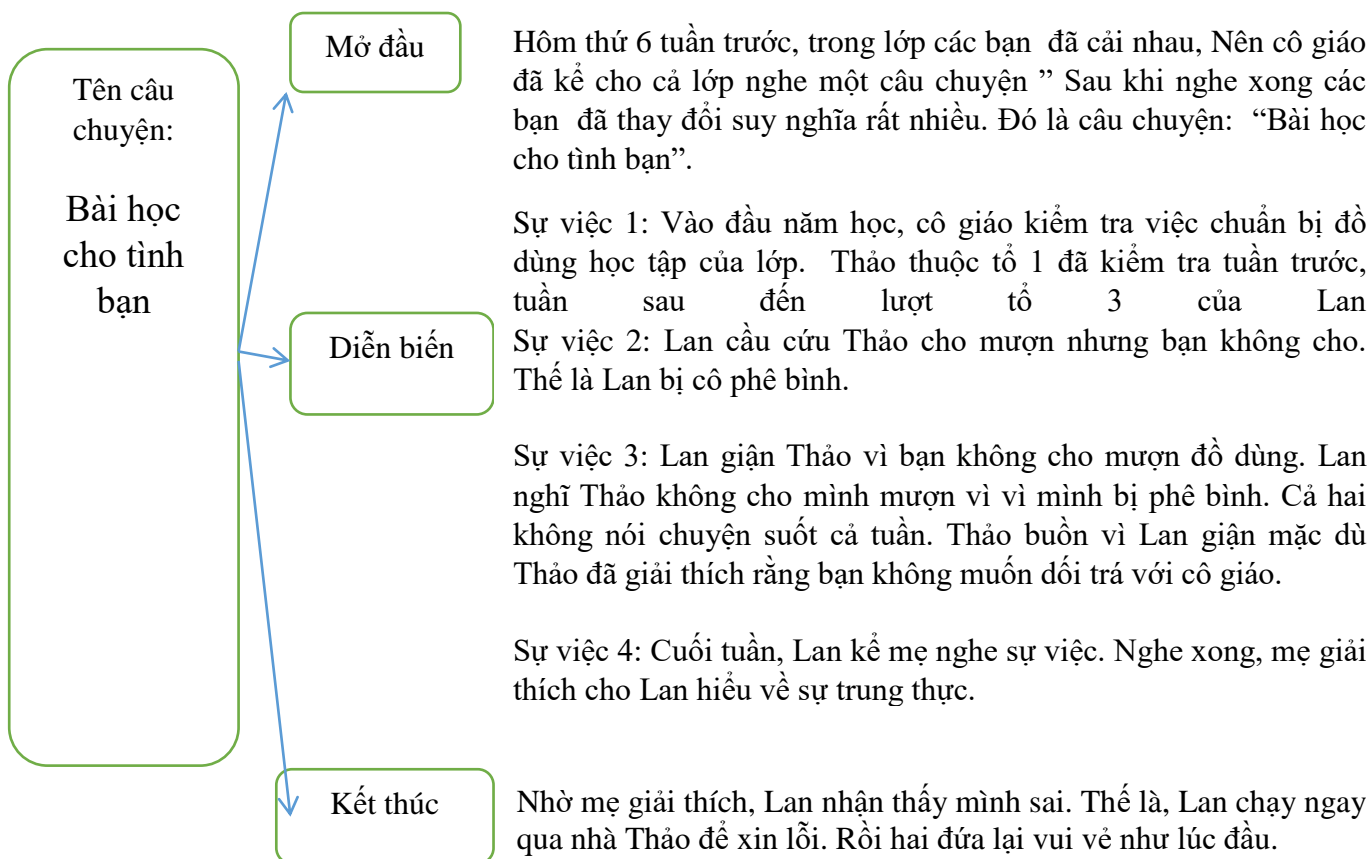 Tên câu
chuyện:
Bài học
cho tình
bạn
Mở đầu
Hôm thứ 6 tuần trước, trong lớp các bạn đã cải nhau, Nên cô giáo
đã kể cho cả lớp nghe một câu chuyện ” Sau khi nghe xong các
bạn đã thay đổi suy nghĩa rất nhiều. Đó là câu chuyện: “Bài học
cho tình bạn”.
Diễn biến
Sự việc 1: Vào đầu năm học, cô giáo kiểm tra việc chuẩn bị đồ
dùng học tập của lớp. Thảo thuộc tổ 1 đã kiểm tra tuần trước,
tuần sau đến lượt tổ 3 của Lan
Sự việc 2: Lan cầu cứu Thảo cho mượn nhưng bạn không cho.
Thế là Lan bị cô phê bình.
Sự việc 3: Lan giận Thảo vì bạn không cho mượn đồ dùng. Lan
nghĩ Thảo không cho mình mượn vì vì mình bị phê bình. Cả hai
không nói chuyện suốt cả tuần. Thảo buồn vì Lan giận mặc dù
Thảo đã giải thích rằng bạn không muốn dối trá với cô giáo.
Sự việc 4: Cuối tuần, Lan kể mẹ nghe sự việc. Nghe xong, mẹ giải
thích cho Lan hiểu về sự trung thực.
Kết thúc
Nhờ mẹ giải thích, Lan nhận thấy mình sai. Thế là, Lan chạy ngay
qua nhà Thảo để xin lỗi. Rồi hai đứa lại vui vẻ như lúc đầu.